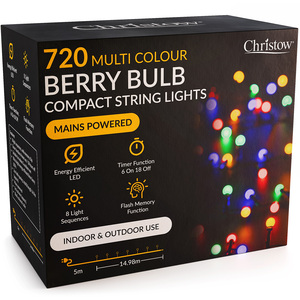 Christow
720 MULTI COLOUR
BERRY BULB
COMPACT STRING LIGHTS
MAINS POWERED
Energy Efficient
LED
Timer Function
6 On 18 Off
8 Light
Sequences
Flash Memory
Function
INDOOR & OUTDOOR USE
5m
14.98m
Christow